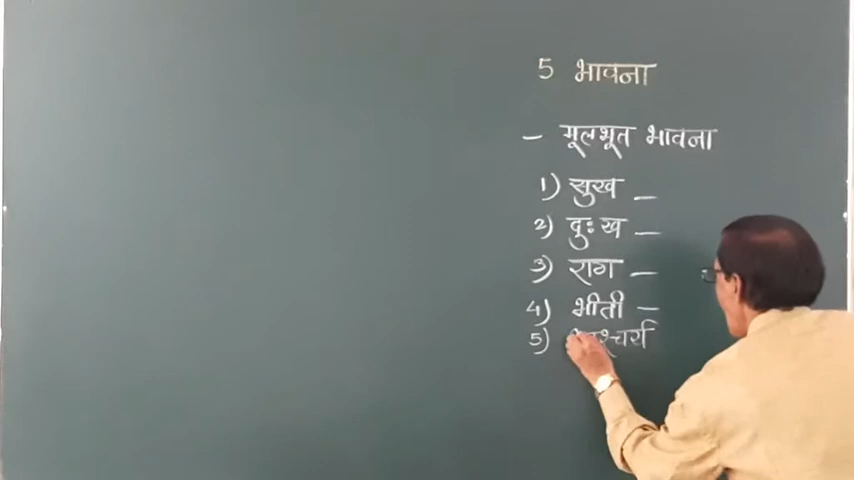 5 भावना
– मूलभूत भावना
1) सुख –
2) दुःख –
3) राग –
4) भीती –
5)